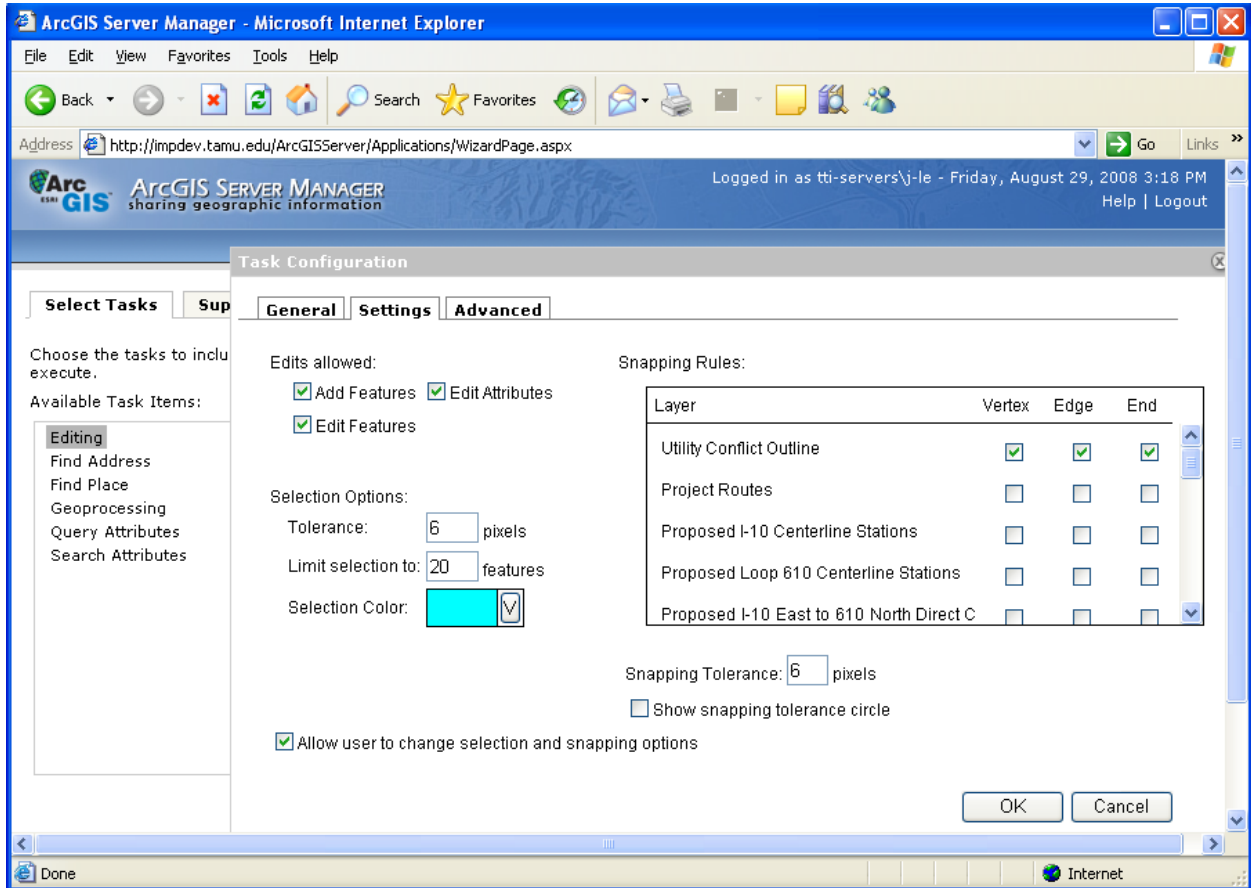 ArcGIS Server Manager - Microsoft Internet Explorer
File Edit View Favorites Tools Help
Back Search Favorites
Address http://impdev.tamu.edu/ArcGISServer/Applications/WizardPage.aspx Go Links »
ESRI ArcGIS ArcGIS Server Manager Logged in as tti-servers\j-le - Friday, August 29, 2008 3:18 PM
sharing geographic information Help | Logout
Task Configuration
Select Tasks Sup General Settings Advanced
Choose the tasks to inclu
execute.
Available Task Items:
Editing
Find Address
Find Place
Geoprocessing
Query Attributes
Search Attributes
Edits allowed:
Add Features Edit Attributes
Edit Features
Selection Options:
Tolerance: 6 pixels
Limit selection to: 20 features
Selection Color: V
Snapping Rules:
Layer Vertex Edge End
Utility Conflict Outline
Project Routes
Proposed I-10 Centerline Stations
Proposed Loop 610 Centerline Stations
Proposed I-10 East to 610 North Direct C
Snapping Tolerance: 6 pixels
Show snapping tolerance circle
Allow user to change selection and snapping options
OK Cancel
Done Internet